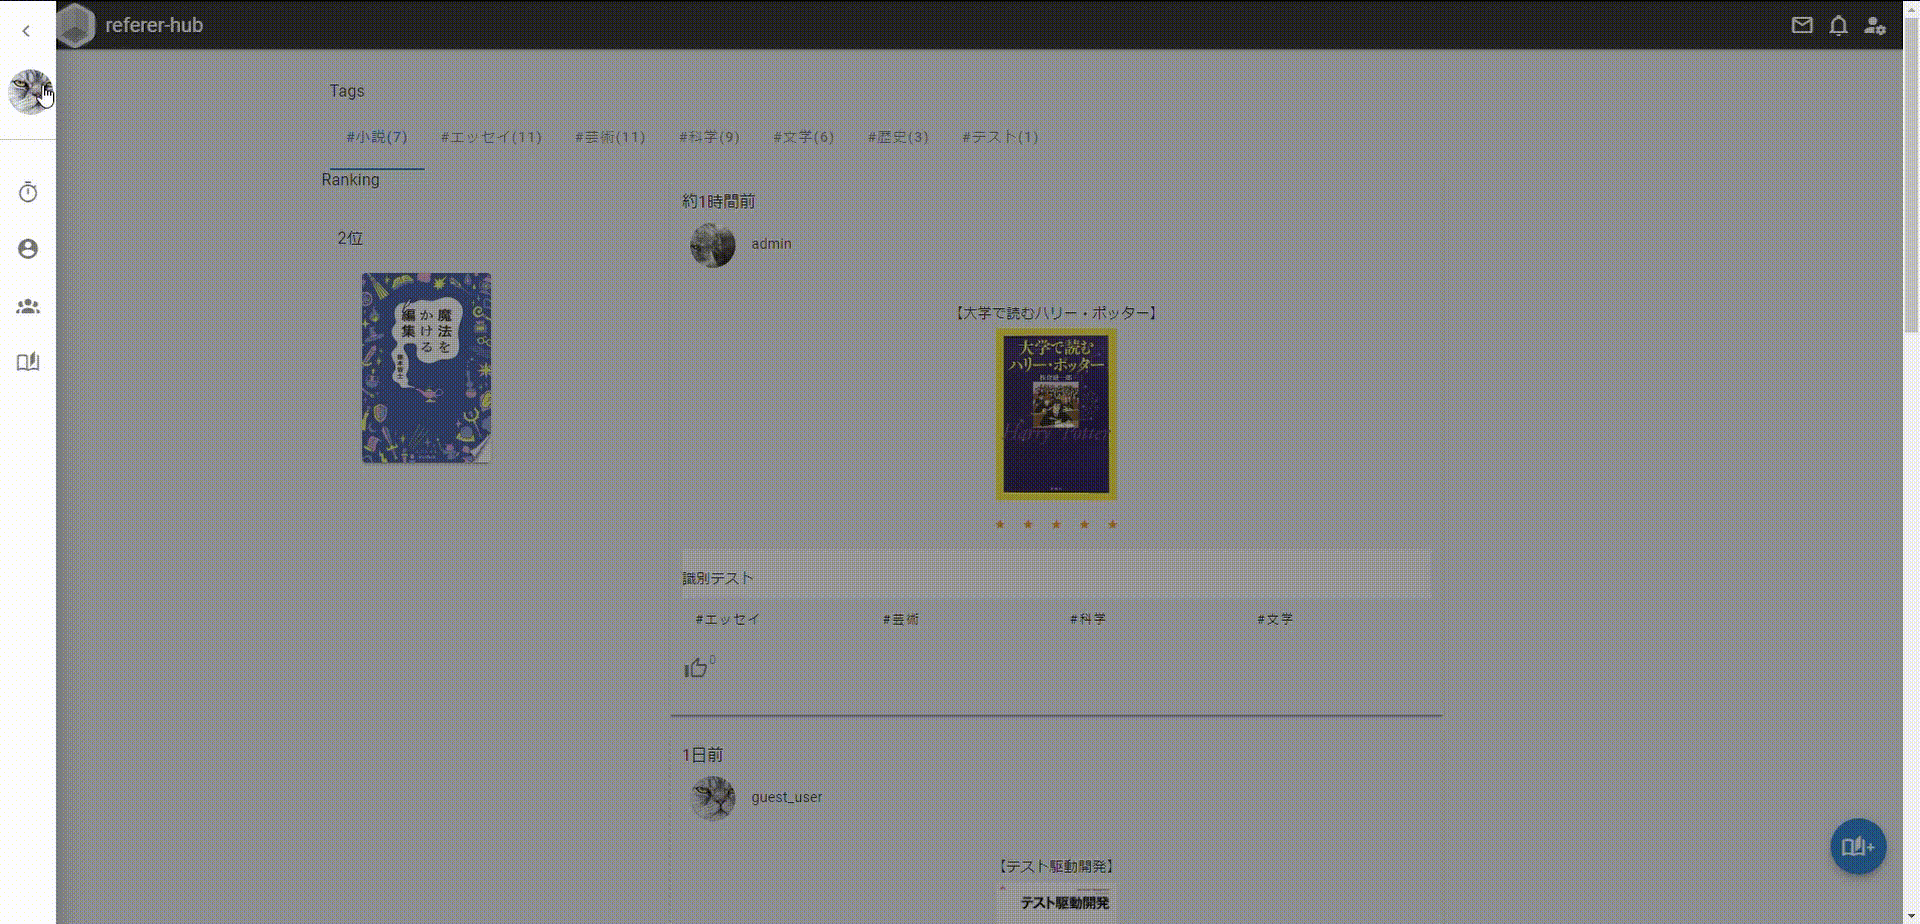 referer-hub
Tags
#小説(7) #エッセイ(11) #芸術(11) #科学(9) #文学(6) #歴史(3) #テスト(1)
Ranking
2位
魔法を
かける
編集
約1時間前
admin
【大学で読むハリー・ポッター】
大学で読む
ハリー・ポッター
Harry Potter
★ ★ ★ ★ ★
識別テスト
#エッセイ #芸術 #科学 #文学
0
1日前
guest_user
【テスト駆動開発】
テスト駆動開発